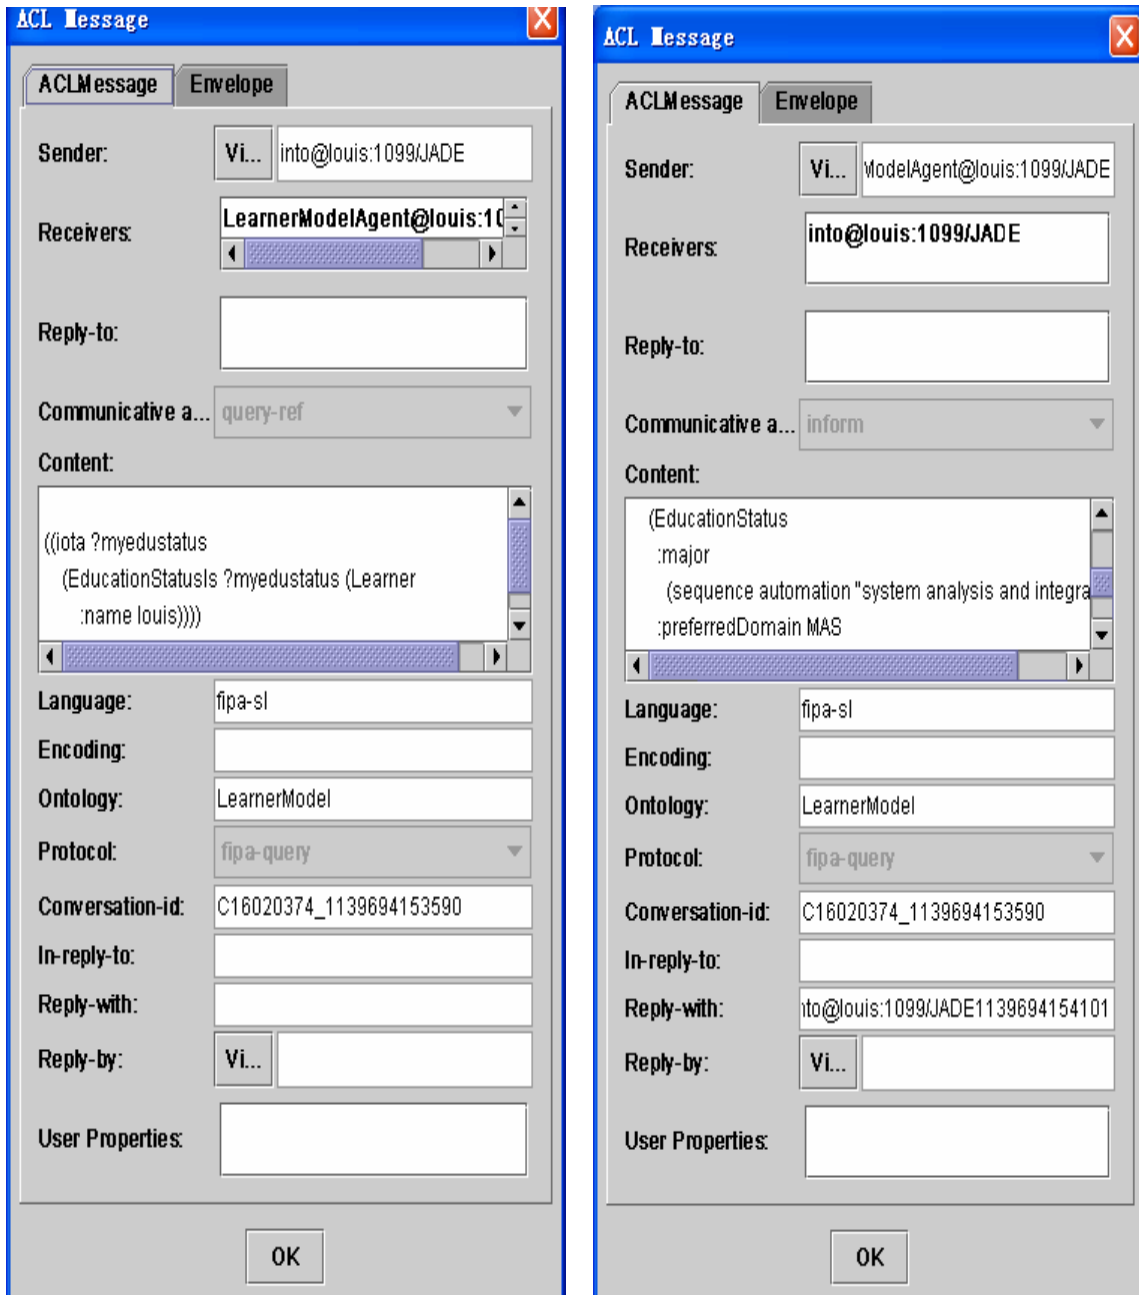 ACL Message
ACLMessage Envelope
Sender: Vi... into@louis:1099/JADE
Receivers: LearnerModelAgent@louis:10
Reply-to:
Communicative a... query-ref
Content:
((iota ?myedustatus
(EducationStatusIs ?myedustatus (Learner
:name louis))))
Language: fipa-sl
Encoding:
Ontology: LearnerModel
Protocol: fipa-query
Conversation-id: C16020374_1139694153590
In-reply-to:
Reply-with:
Reply-by: Vi...
User Properties:
OK
ACL Message
ACLMessage Envelope
Sender: Vi... ModelAgent@louis:1099/JADE
Receivers: into@louis:1099/JADE
Reply-to:
Communicative a... inform
Content:
(EducationStatus
:major
(sequence automation "system analysis and integra
:preferredDomain MAS
Language: fipa-sl
Encoding:
Ontology: LearnerModel
Protocol: fipa-query
Conversation-id: C16020374_1139694153590
In-reply-to:
Reply-with: nto@louis:1099/JADE1139694154101
Reply-by: Vi...
User Properties:
OK